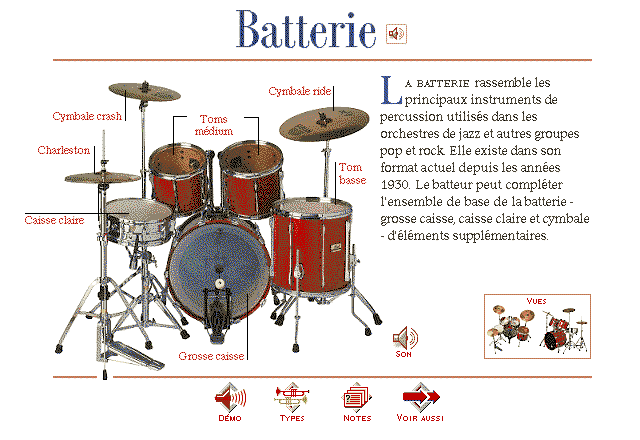 Batterie
Cymbale crash
Charleston
Caisse claire
Toms
médium
Cymbale ride
Tom
basse
Grosse caisse
LA BATTERIE rassemble les
principaux instruments de
percussion utilisés dans les
orchestres de jazz et autres groupes
pop et rock. Elle existe dans son
format actuel depuis les années
1930. Le batteur peut compléter
l'ensemble de base de la batterie -
grosse caisse, caisse claire et cymbale
- d'éléments supplémentaires.
Son
Vues
Démo
Types
Notes
Voir aussi